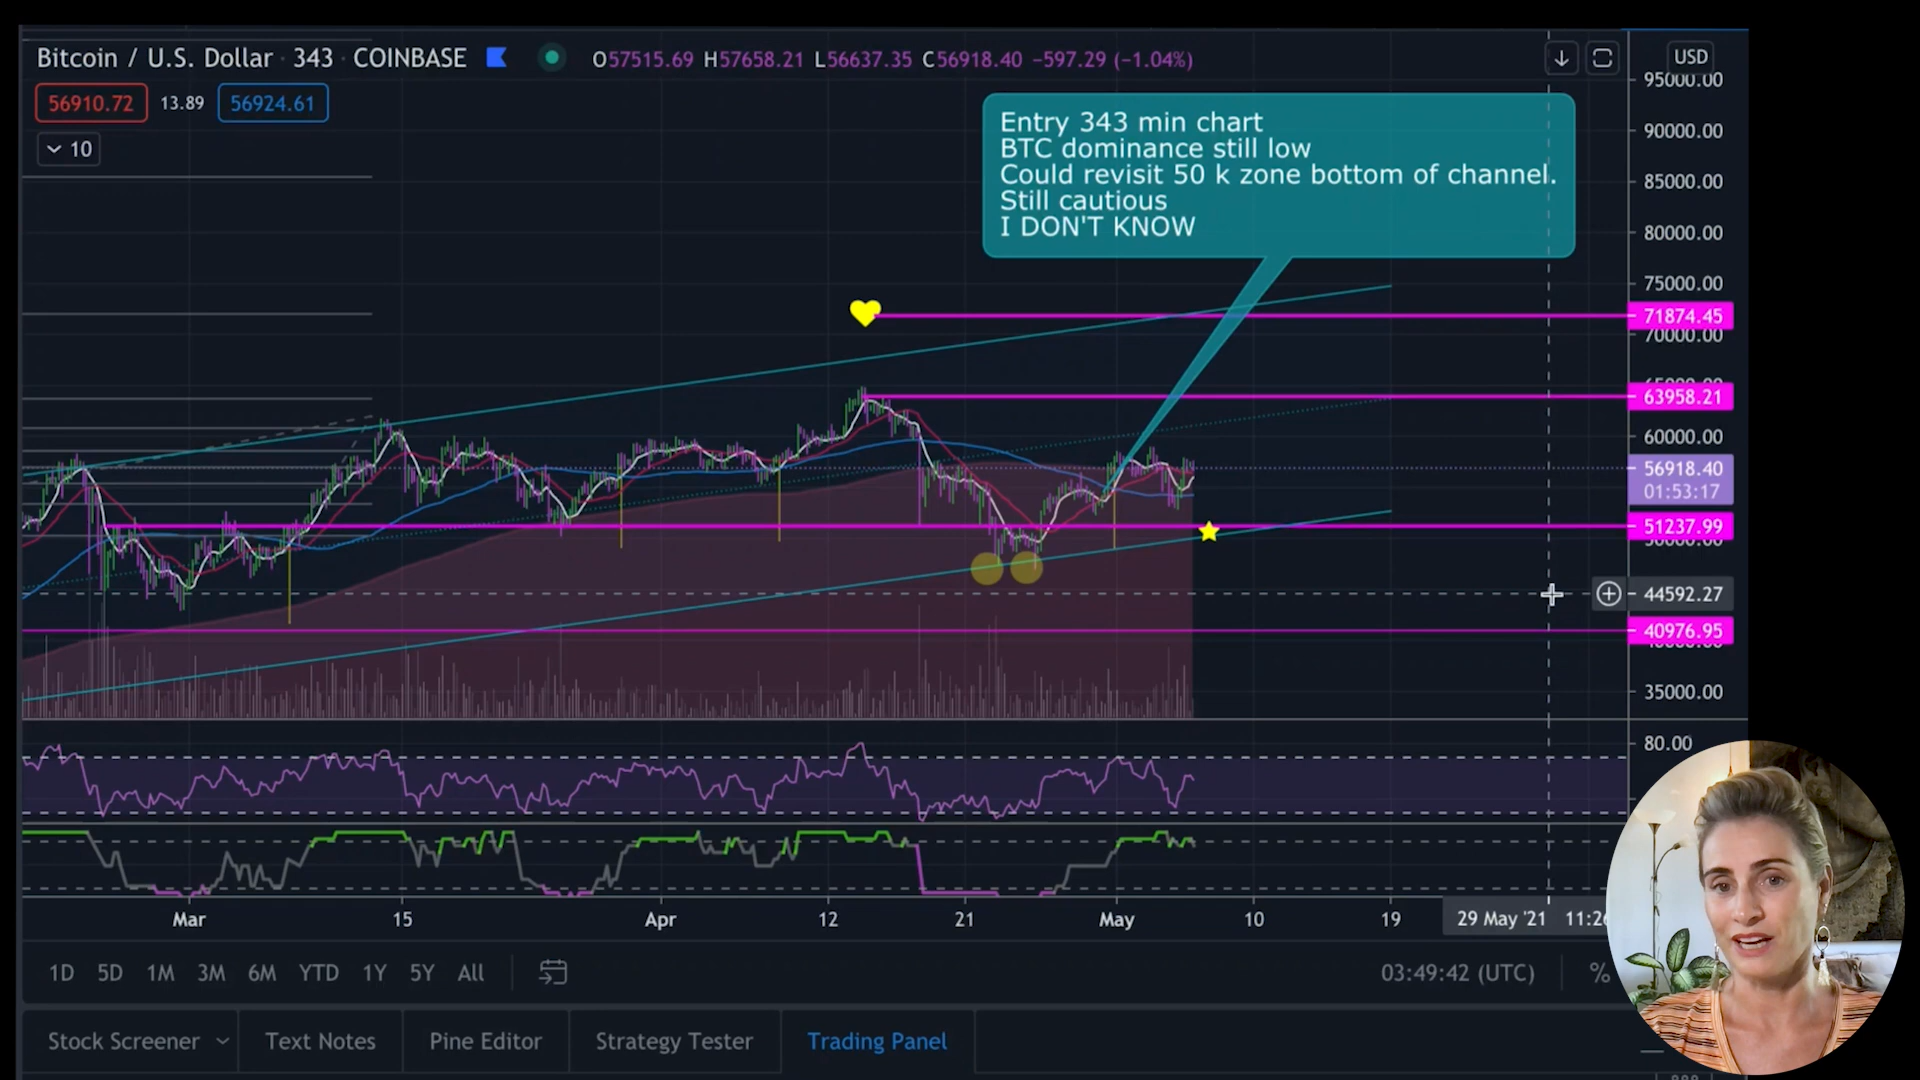 Bitcoin / U.S. Dollar · 343 · COINBASE
O57515.69 H57658.21 L56637.35 C56918.40 −597.29 (−1.04%)
USD
56910.72 13.89 56924.61
10
Entry 343 min chart
BTC dominance still low
Could revisit 50 k zone bottom of channel.
Still cautious
I DON'T KNOW
95000.00
90000.00
85000.00
80000.00
75000.00
71874.45
70000.00
63958.21
60000.00
56918.40
01:53:17
51237.99
44592.27
40976.95
35000.00
80.00
Mar 15 Apr 12 21 May 10 19 29 May '21
1D 5D 1M 3M 6M YTD 1Y 5Y All
03:49:42 (UTC) %
Stock Screener Text Notes Pine Editor Strategy Tester Trading Panel